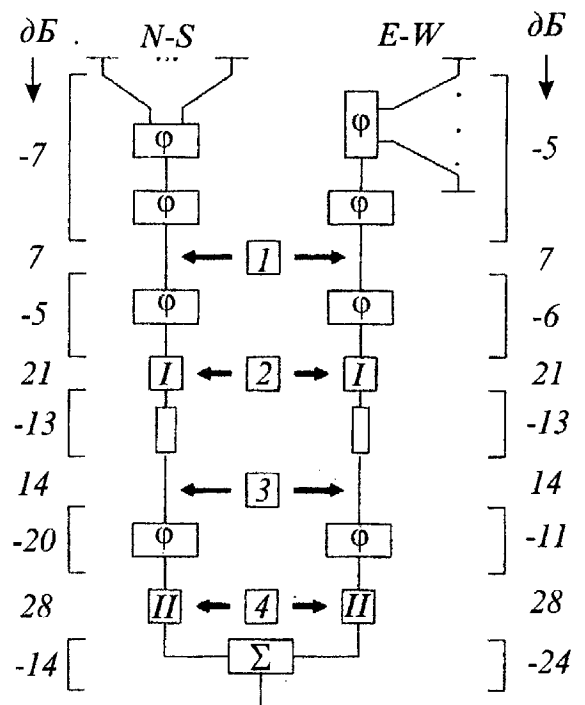 дБ N-S E-W дБ
...
φ φ
-7 -5
φ φ
7 1 7
-5 φ φ -6
21 I 2 I 21
-13 -13
14 3 14
-20 φ φ -11
28 II 4 II 28
-14 Σ -24